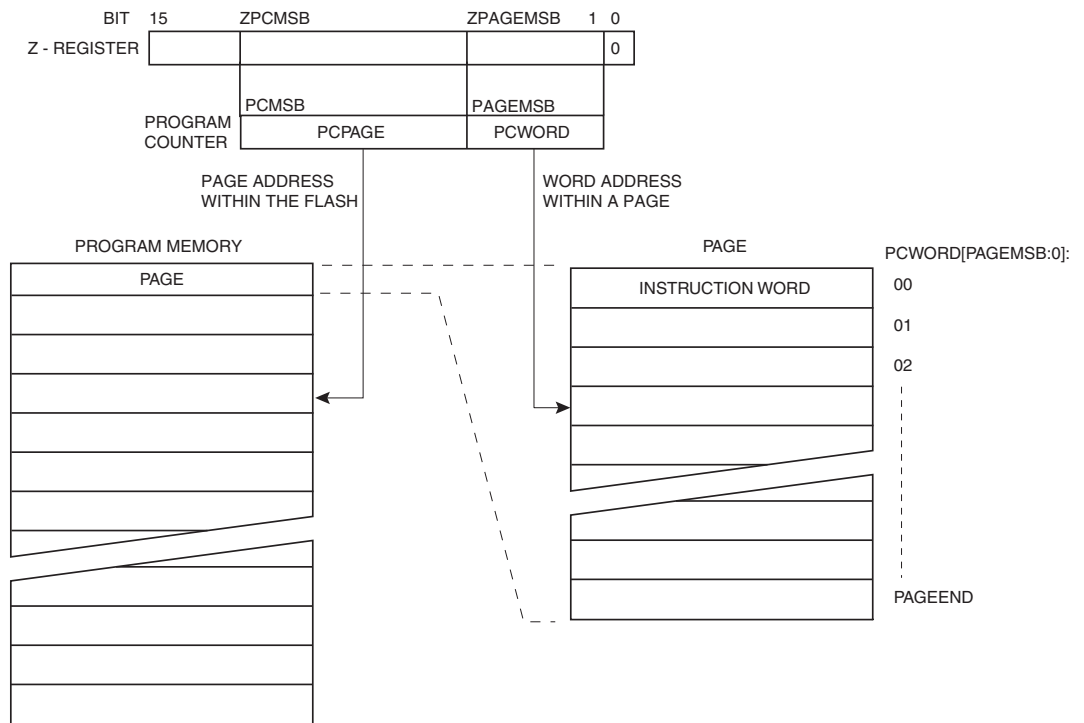 BIT 15 ZPCMSB ZPAGEMSB 1 0
Z - REGISTER 0
PCMSB PAGEMSB
PROGRAM
COUNTER
PCPAGE PCWORD
PAGE ADDRESS
WITHIN THE FLASH
WORD ADDRESS
WITHIN A PAGE
PROGRAM MEMORY
PAGE
PAGE
PCWORD[PAGEMSB:0]:
INSTRUCTION WORD
00
01
02
PAGEEND